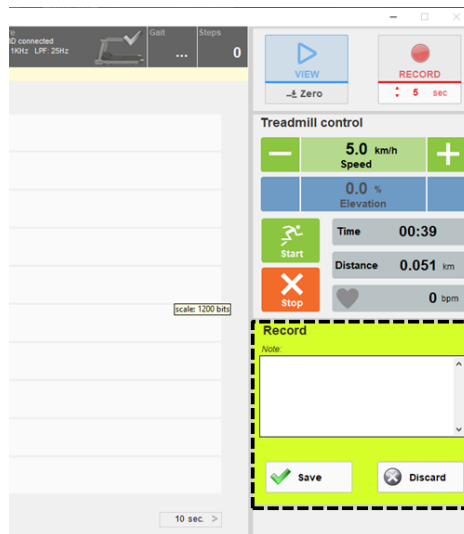 D connected
1KHz LPF: 25Hz
Gait
...
Steps
0
VIEW
Zero
RECORD
5 sec
Treadmill control
5.0 km/h
Speed
0.0 %
Elevation
Start
Time 00:39
Distance 0.051 km
Stop
0 bpm
scale: 1200 bits
Record
Note:
Save
Discard
10 sec. >